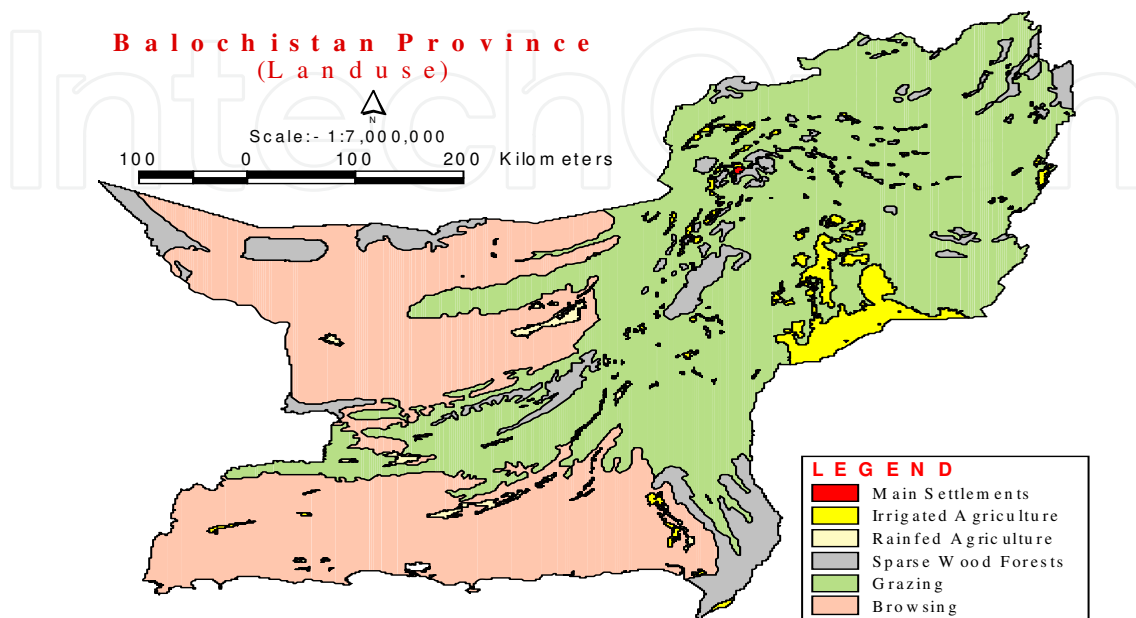 Balochistan Province
(Landuse)
N
Scale:- 1:7,000,000
100 0 100 200 Kilometers
LEGEND
Main Settlements
Irrigated Agriculture
Rainfed Agriculture
Sparse Wood Forests
Grazing
Browsing